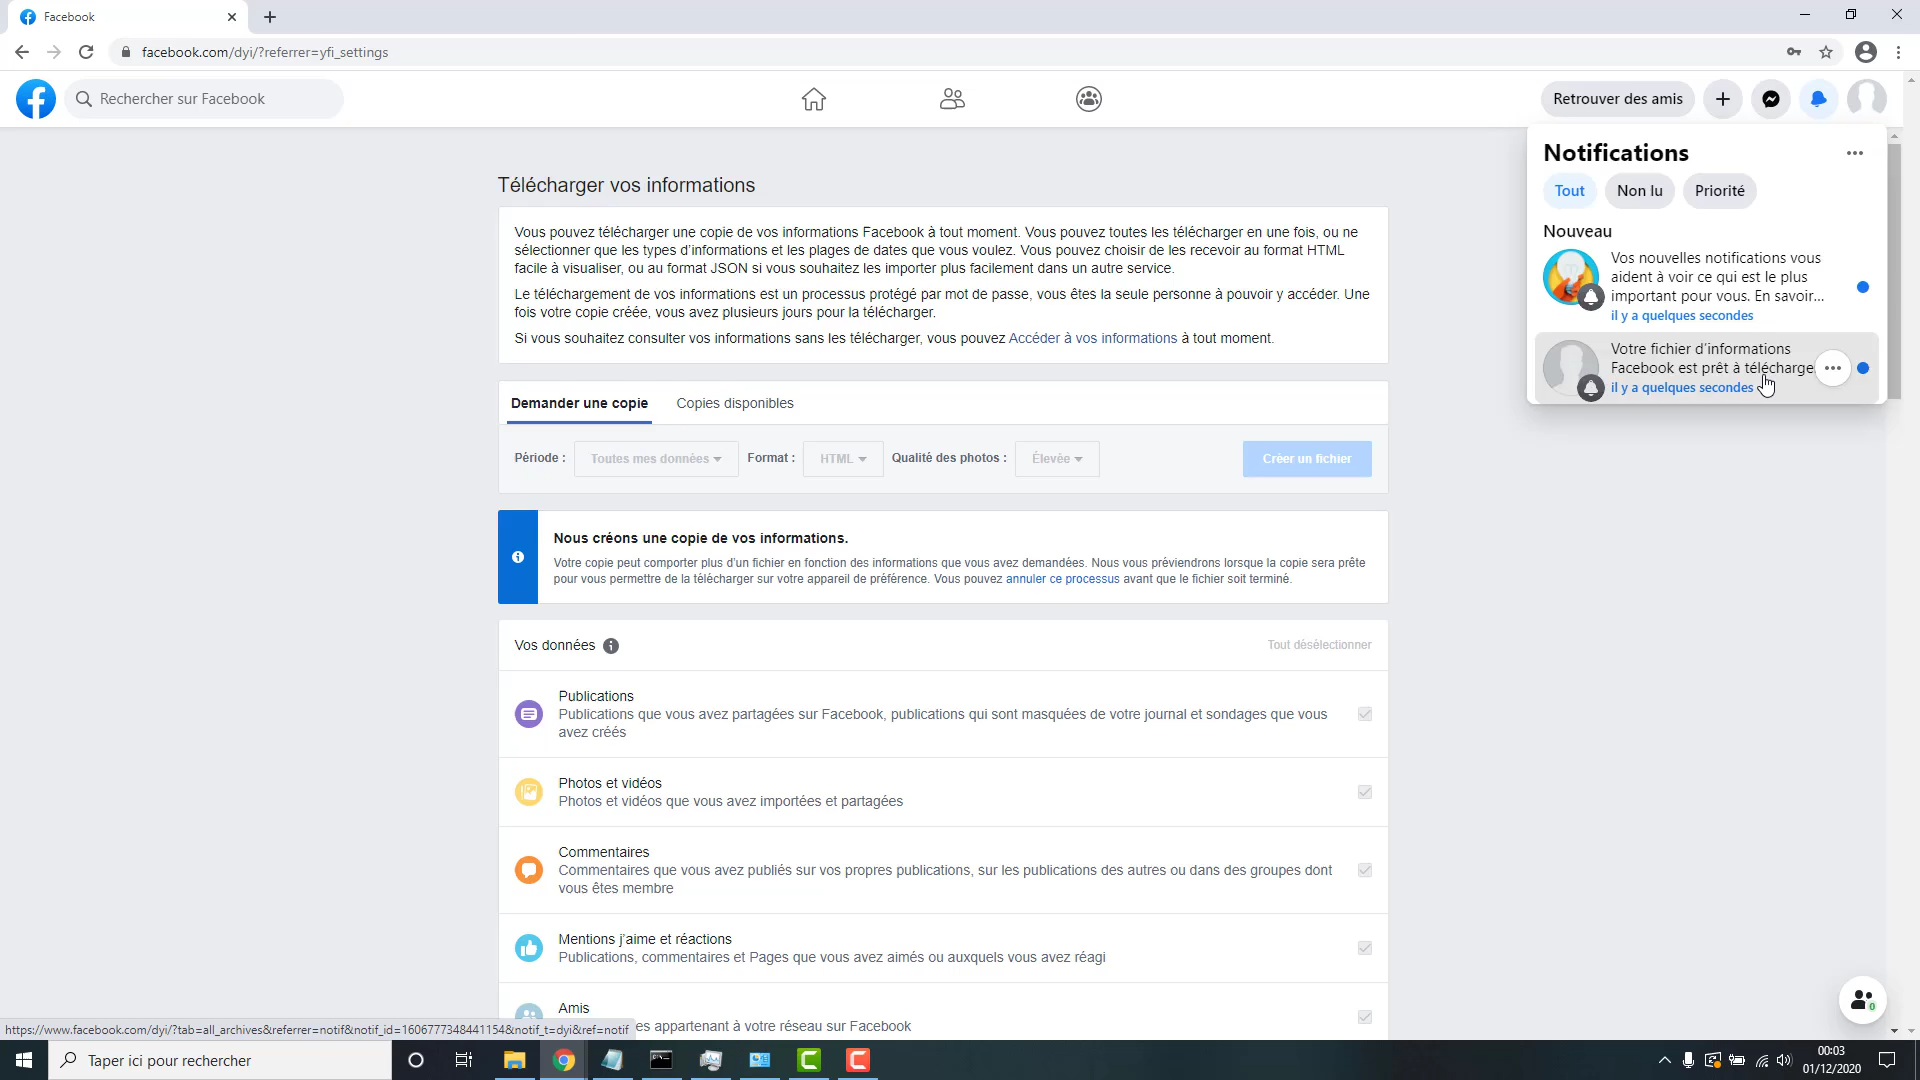 Facebook
facebook.com/dyi/?referrer=yfi_settings
Rechercher sur Facebook
Retrouver des amis
Notifications
Tout
Non lu
Priorité
Nouveau
Vos nouvelles notifications vous
aident à voir ce qui est le plus
important pour vous. En savoir...
il y a quelques secondes
Votre fichier d'informations
Facebook est prêt à télécharge
il y a quelques secondes
Télécharger vos informations
Vous pouvez télécharger une copie de vos informations Facebook à tout moment. Vous pouvez toutes les télécharger en une fois, ou ne
sélectionner que les types d'informations et les plages de dates que vous voulez. Vous pouvez choisir de les recevoir au format HTML
facile à visualiser, ou au format JSON si vous souhaitez les importer plus facilement dans un autre service.
Le téléchargement de vos informations est un processus protégé par mot de passe, vous êtes la seule personne à pouvoir y accéder. Une
fois votre copie créée, vous avez plusieurs jours pour la télécharger.
Si vous souhaitez consulter vos informations sans les télécharger, vous pouvez Accéder à vos informations à tout moment.
Demander une copie
Copies disponibles
Période :
Toutes mes données
Format :
HTML
Qualité des photos :
Élevée
Créer un fichier
Nous créons une copie de vos informations.
Votre copie peut comporter plus d'un fichier en fonction des informations que vous avez demandées. Nous vous préviendrons lorsque la copie sera prête
pour vous permettre de la télécharger sur votre appareil de préférence. Vous pouvez annuler ce processus avant que le fichier soit terminé.
Vos données
Tout désélectionner
Publications
Publications que vous avez partagées sur Facebook, publications qui sont masquées de votre journal et sondages que vous
avez créés
Photos et vidéos
Photos et vidéos que vous avez importées et partagées
Commentaires
Commentaires que vous avez publiés sur vos propres publications, sur les publications des autres ou dans des groupes dont
vous êtes membre
Mentions j'aime et réactions
Publications, commentaires et Pages que vous avez aimés ou auxquels vous avez réagi
Amis
es appartenant à votre réseau sur Facebook
0
https://www.facebook.com/dyi/?tab=all_archives&referrer=notif&notif_id=1606777348441154&notif_t=dyi&ref=notif
Taper ici pour rechercher
00:03
01/12/2020